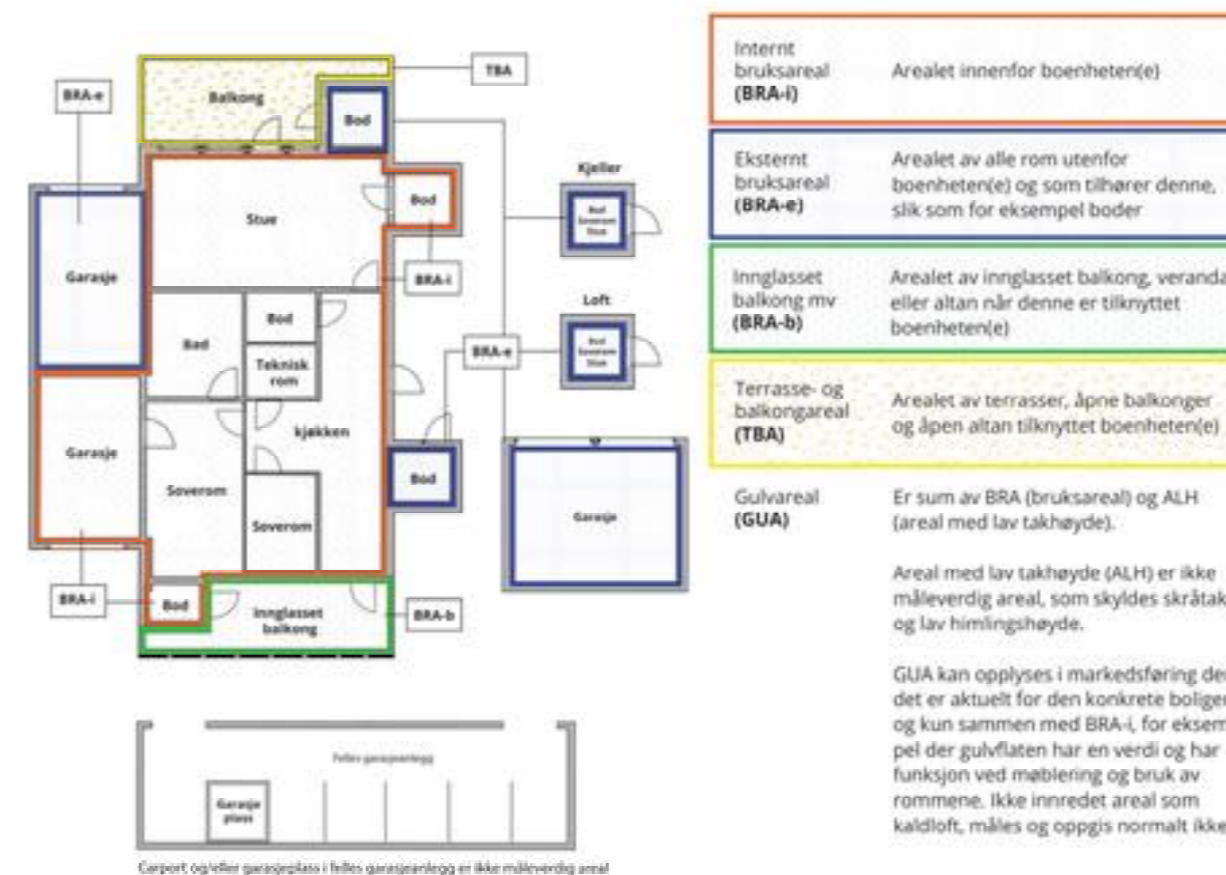 TBA
BRA-e
Balkong
Bod
Kjeller
Bod
Soverom
Stue
Stue
Bod
Garasje
BRA-i
Loft
Bad
Bod
Teknisk
rom
BRA-e
Bod
Soverom
Stue
kjøkken
Garasje
Soverom
Bod
Soverom
Garasje
BRA-i
Bod
Innglasset
balkong
BRA-b
Felles garasjeanlegg
Garasje
plass
Carport og/eller garasjeplass i felles garasjeanlegg er ikke måleverdig areal
Internt
bruksareal
(BRA-i)
Arealet innenfor boenheten(e)
Eksternt
bruksareal
(BRA-e)
Arealet av alle rom utenfor
boenheten(e) og som tilhører denne,
slik som for eksempel boder
Innglasset
balkong mv
(BRA-b)
Arealet av innglasset balkong, veranda
eller altan når denne er tilknyttet
boenheten(e)
Terrasse- og
balkongareal
(TBA)
Arealet av terrasser, åpne balkonger
og åpen altan tilknyttet boenheten(e)
Gulvareal
(GUA)
Er sum av BRA (bruksareal) og ALH
(areal med lav takhøyde).
Areal med lav takhøyde (ALH) er ikke
måleverdig areal, som skyldes skråtak
og lav himlingshøyde.
GUA kan opplyses i markedsføring der
det er aktuelt for den konkrete boligen
og kun sammen med BRA-i, for eksem
pel der gulvflaten har en verdi og har
funksjon ved møblering og bruk av
rommene. Ikke innredet areal som
kaldloft, måles og oppgis normalt ikke